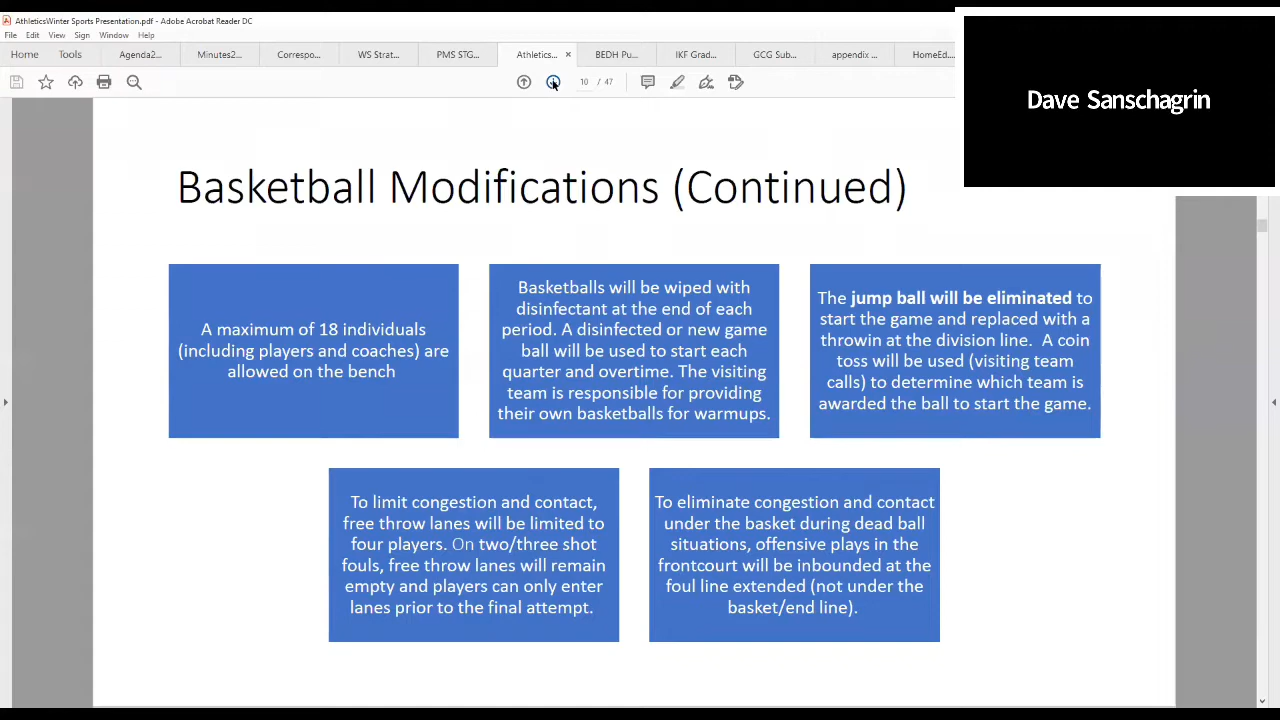 AthleticsWinter Sports Presentation.pdf - Adobe Acrobat Reader DC
File Edit View Sign Window Help
Home Tools Agenda2... Minutes2... Correspo... WS Strat... PMS STG... Athletics... × BEDH Pu... IKF Grad... GCG Sub... appendix ... HomeEd...
10 / 47
Dave Sanschagrin
Basketball Modifications (Continued)
A maximum of 18 individuals
(including players and coaches) are
allowed on the bench
Basketballs will be wiped with
disinfectant at the end of each
period. A disinfected or new game
ball will be used to start each
quarter and overtime. The visiting
team is responsible for providing
their own basketballs for warmups.
The jump ball will be eliminated to
start the game and replaced with a
throwin at the division line. A coin
toss will be used (visiting team
calls) to determine which team is
awarded the ball to start the game.
To limit congestion and contact,
free throw lanes will be limited to
four players. On two/three shot
fouls, free throw lanes will remain
empty and players can only enter
lanes prior to the final attempt.
To eliminate congestion and contact
under the basket during dead ball
situations, offensive plays in the
frontcourt will be inbounded at the
foul line extended (not under the
basket/end line).